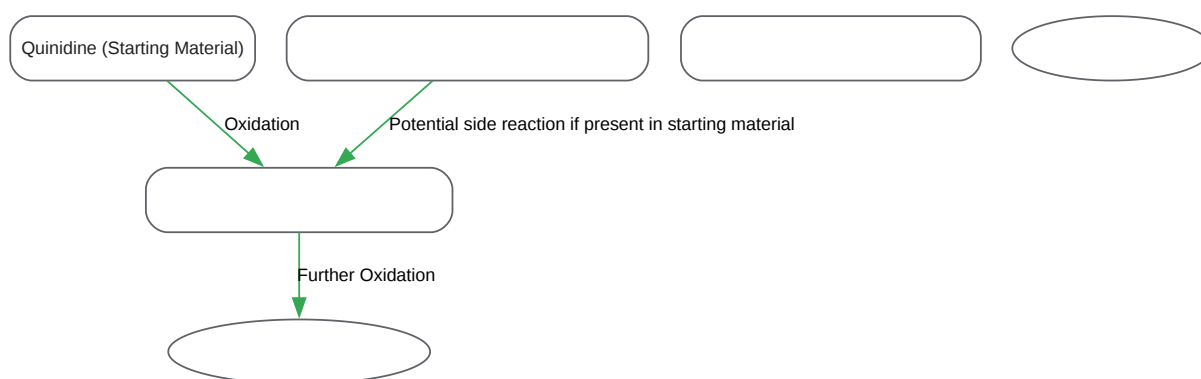 Quinidine (Starting Material)
Oxidation
Potential side reaction if present in starting material
Further Oxidation